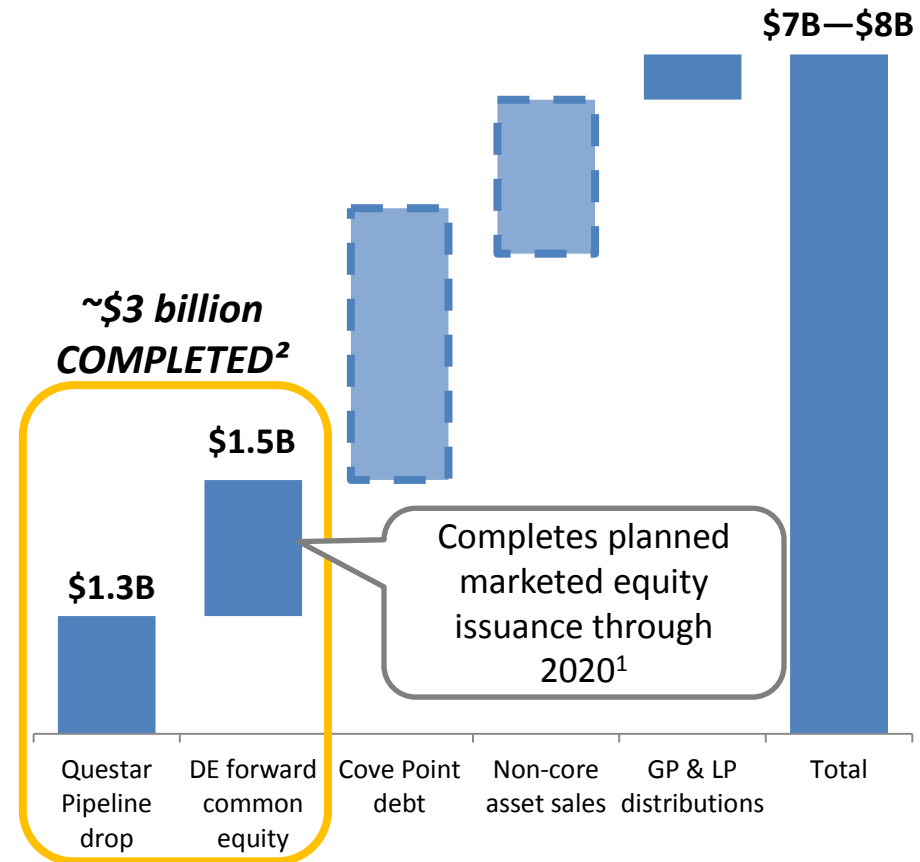 $7B—$8B
~$3 billion
COMPLETED²
$1.5B
$1.3B
Completes planned
marketed equity
issuance through
2020¹
Questar
Pipeline
drop
DE forward
common
equity
Cove Point
debt
Non-core
asset sales
GP & LP
distributions
Total